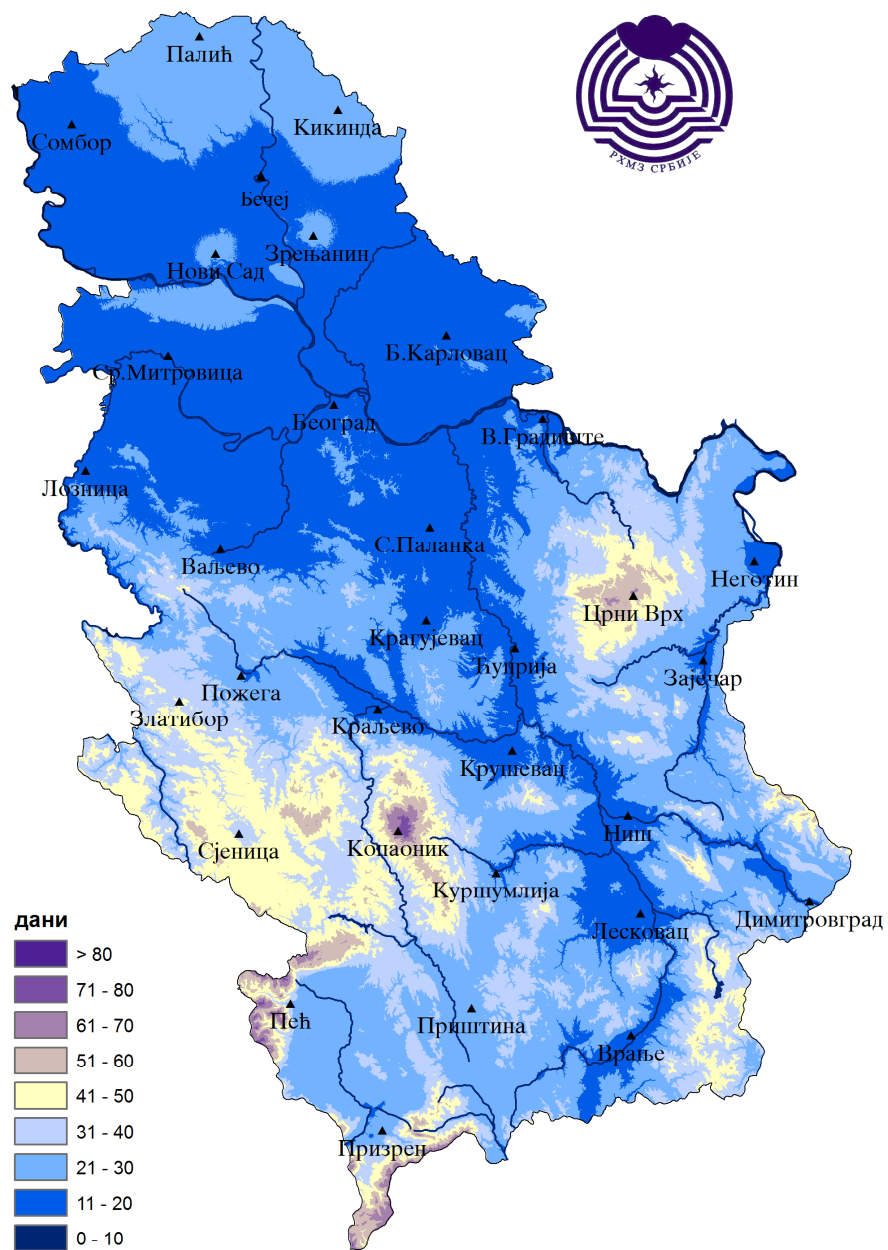 Палић
Кикинда
Сомбор
РХМЗ СРБИЈЕ
Бечеј
Зрењанин
Нови Сад
Б.Карловац
Ср.Митровица
Београд
В.Градиште
Лозница
С.Паланка
Ваљево
Неготин
Црни Врх
Крагујевац
Ћуприја
Зајечар
Пожега
Златибор
Краљево
Крушевац
Ниш
Копаоник
Сјеница
Куршумлија
Димитровград
Лесковац
дани
> 80
71 - 80
61 - 70
51 - 60
41 - 50
31 - 40
21 - 30
11 - 20
0 - 10
Пећ
Приштина
Врање
Призрен